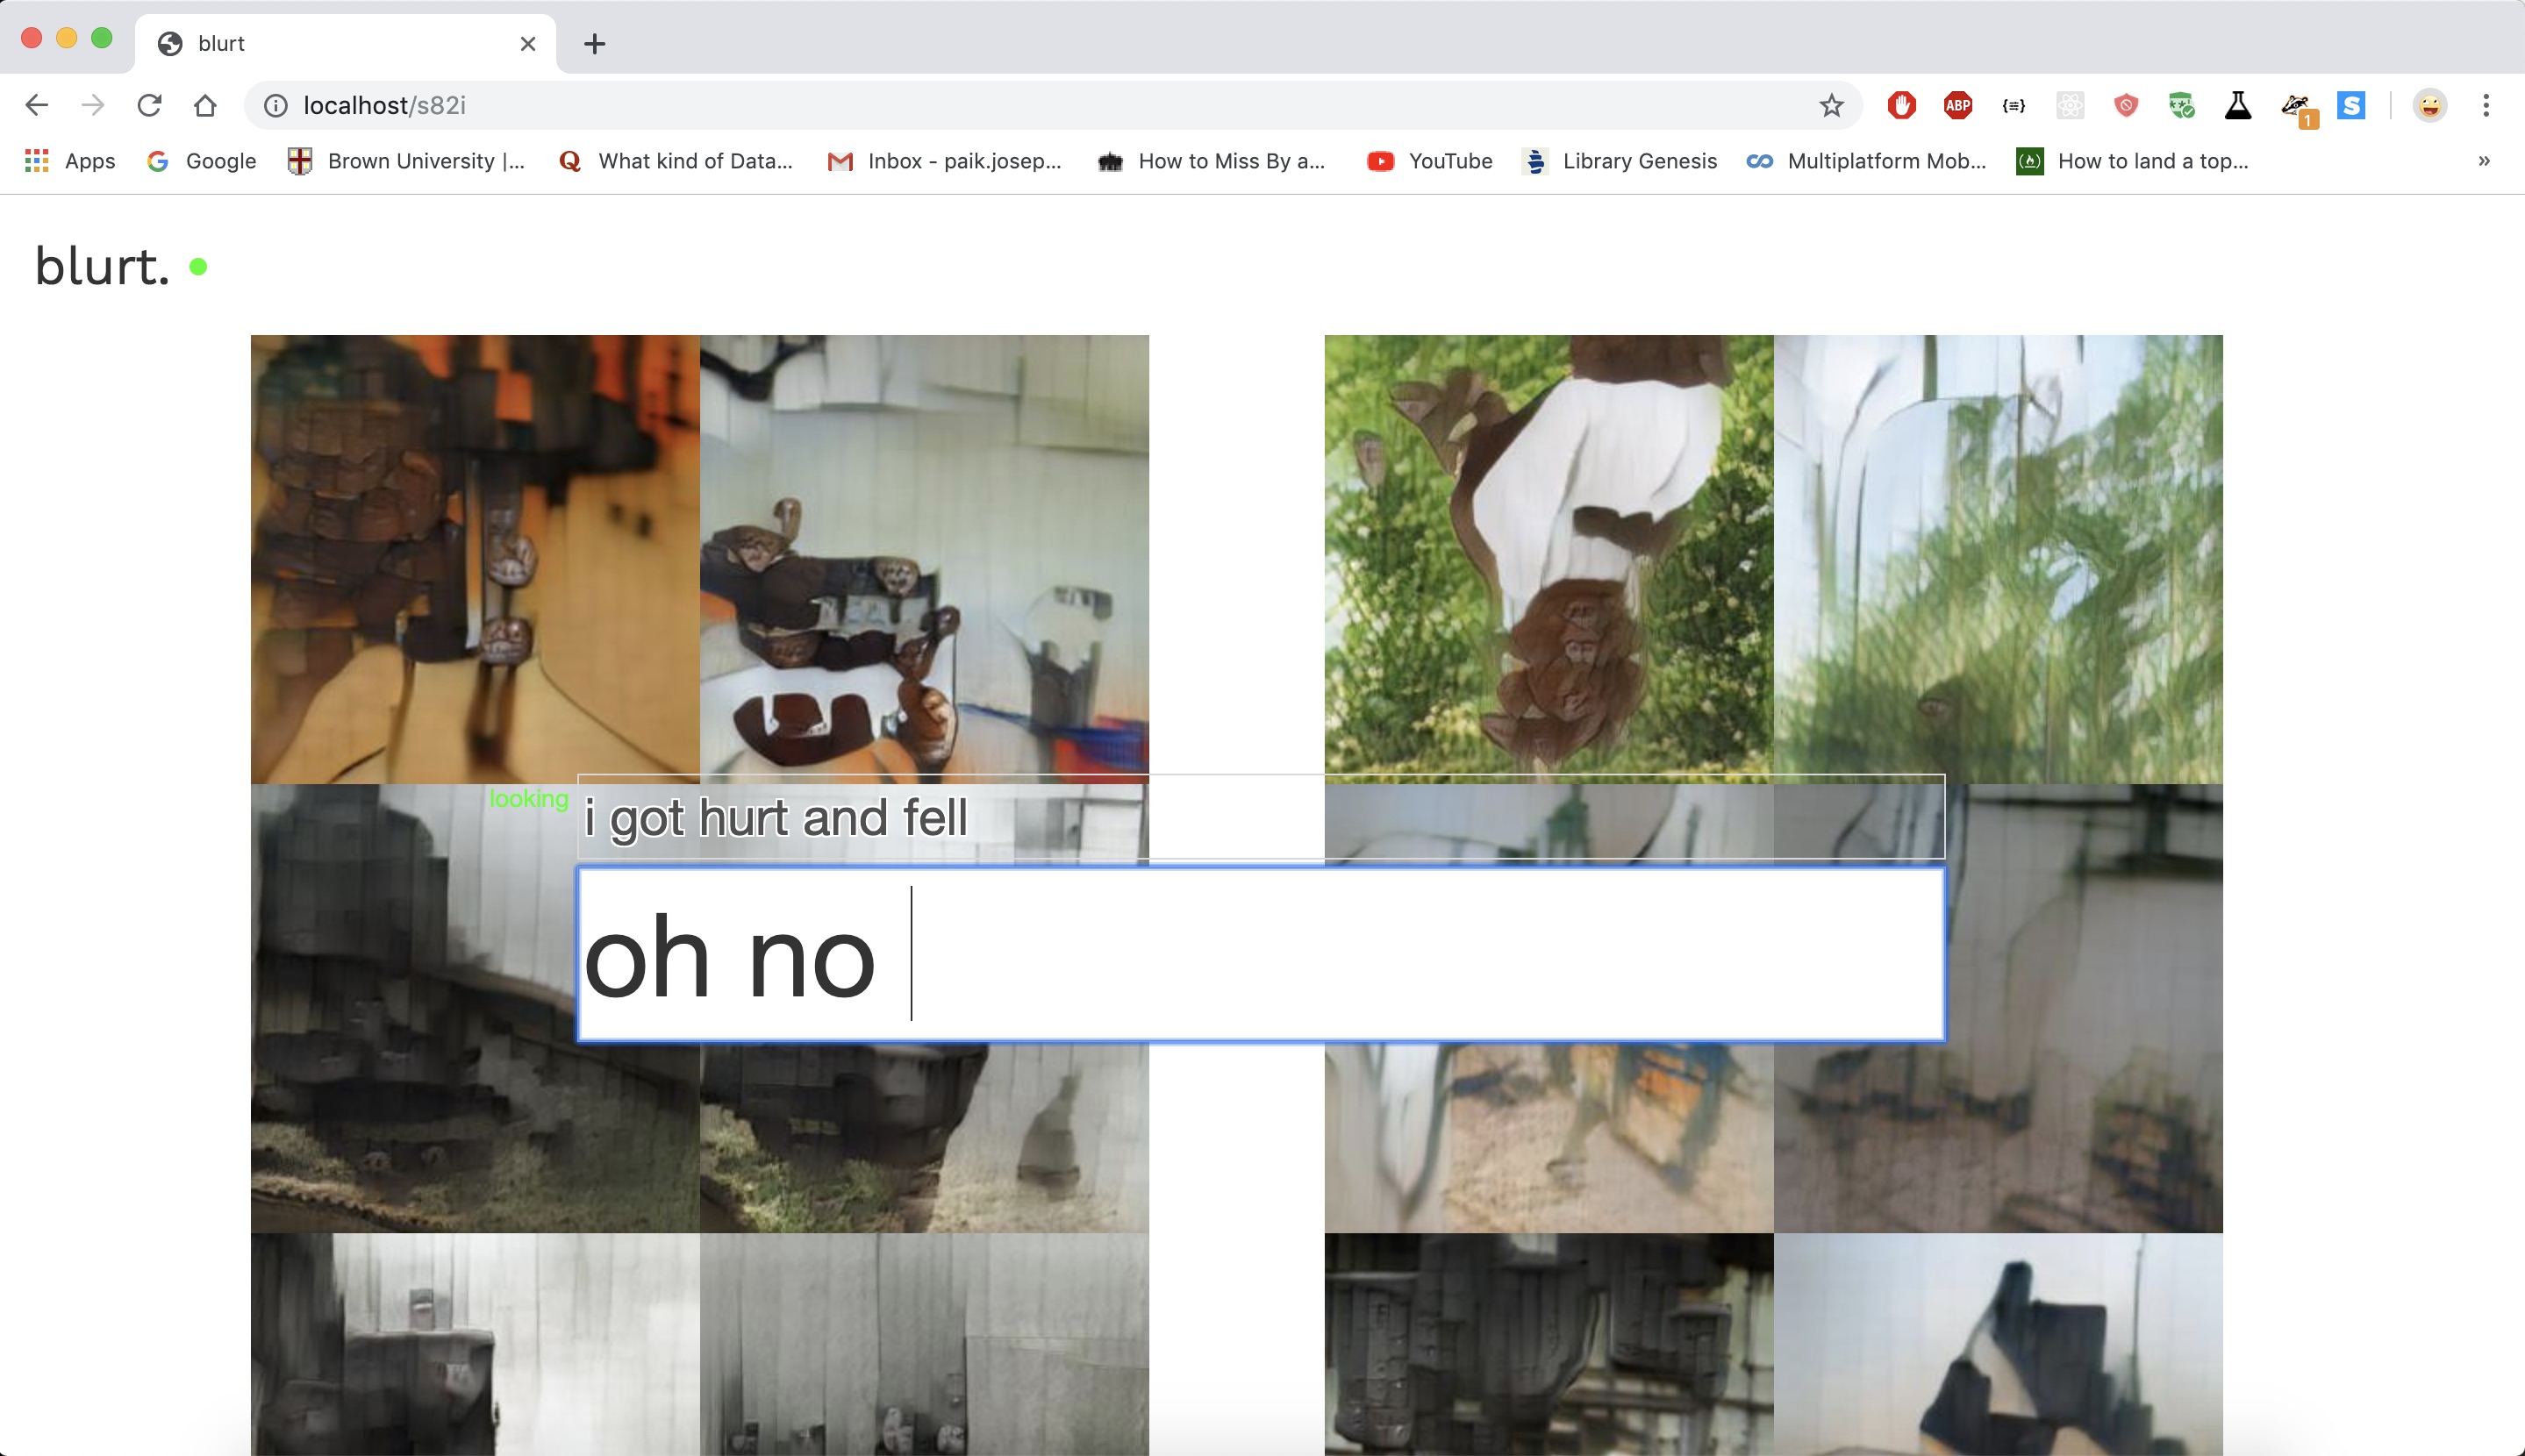 blurt
localhost/s82i
ABP
{≡}
S
1
Apps
Google
Brown University |...
What kind of Data...
Inbox - paik.josep...
How to Miss By a...
YouTube
Library Genesis
Multiplatform Mob...
How to land a top...
»
blurt.
looking
i got hurt and fell
oh no